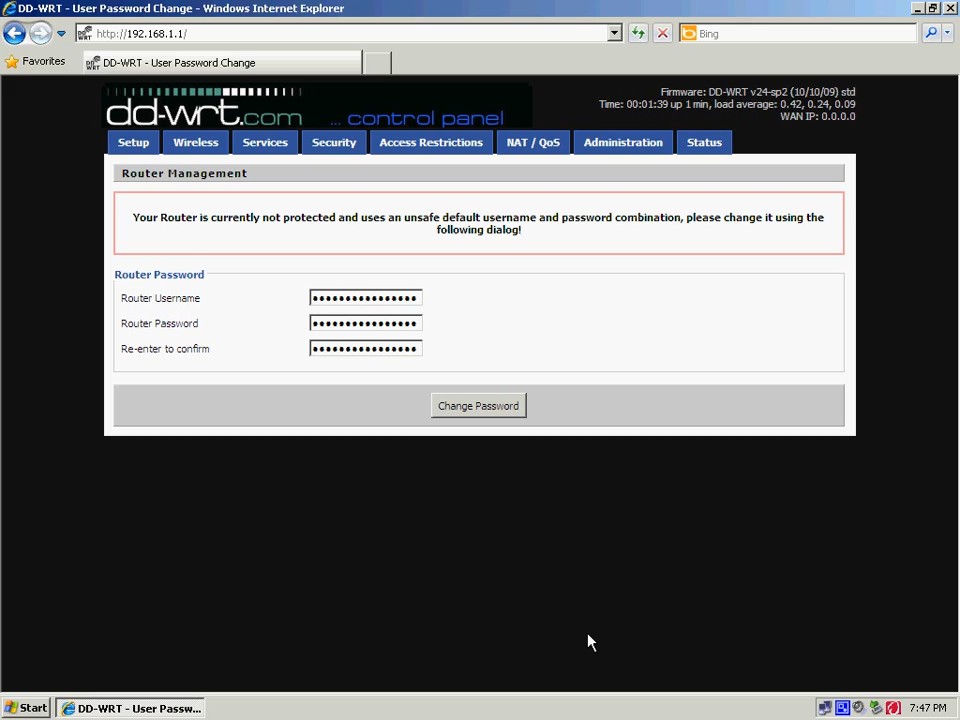 DD-WRT - User Password Change - Windows Internet Explorer
http://192.168.1.1/
Bing
Favorites
DD-WRT - User Password Change
dd-wrt.com ... control panel
Firmware: DD-WRT v24-sp2 (10/10/09) std
Time: 00:01:39 up 1 min, load average: 0.42, 0.24, 0.09
WAN IP: 0.0.0.0
Setup Wireless Services Security Access Restrictions NAT / QoS Administration Status
Router Management
Your Router is currently not protected and uses an unsafe default username and password combination, please change it using the
following dialog!
Router Password
Router Username ••••••••••••••••
Router Password ••••••••••••••••
Re-enter to confirm ••••••••••••••••
Change Password
Start DD-WRT - User Passw... 7:47 PM